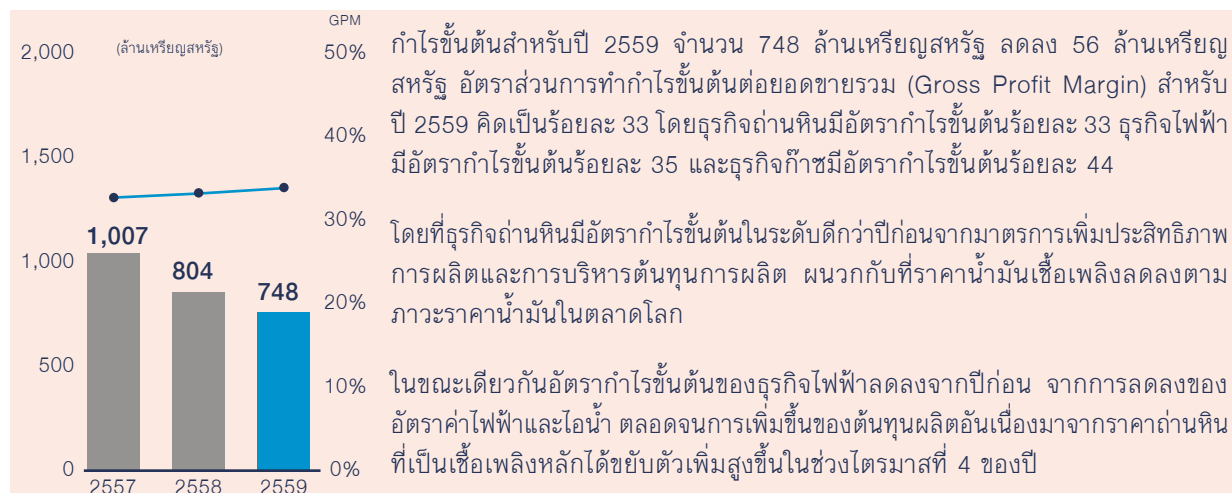 (ล้านเหรียญสหรัฐ)
GPM
2,000
1,500
1,000
500
0
50%
40%
30%
20%
10%
0%
1,007
804
748
2557
2558
2559
กำไรขั้นต้นสำหรับปี 2559 จำนวน 748 ล้านเหรียญสหรัฐ ลดลง 56 ล้านเหรียญ
สหรัฐ อัตราส่วนการทำกำไรขั้นต้นต่อยอดขายรวม (Gross Profit Margin) สำหรับ
ปี 2559 คิดเป็นร้อยละ 33 โดยธุรกิจถ่านหินมีอัตรากำไรขั้นต้นร้อยละ 33 ธุรกิจไฟฟ้า
มีอัตรากำไรขั้นต้นร้อยละ 35 และธุรกิจก๊าซมีอัตรากำไรขั้นต้นร้อยละ 44
โดยที่ธุรกิจถ่านหินมีอัตรากำไรขั้นต้นในระดับดีกว่าปีก่อนจากมาตรการเพิ่มประสิทธิภาพ
การผลิตและการบริหารต้นทุนการผลิต ผนวกกับที่ราคาน้ำมันเชื้อเพลิงลดลงตาม
ภาวะราคาน้ำมันในตลาดโลก
ในขณะเดียวกันอัตรากำไรขั้นต้นของธุรกิจไฟฟ้าลดลงจากปีก่อน จากการลดลงของ
อัตราค่าไฟฟ้าและไอน้ำ ตลอดจนการเพิ่มขึ้นของต้นทุนผลิตอันเนื่องมาจากราคาถ่านหิน
ที่เป็นเชื้อเพลิงหลักได้ขยับตัวเพิ่มสูงขึ้นในช่วงไตรมาสที่ 4 ของปี